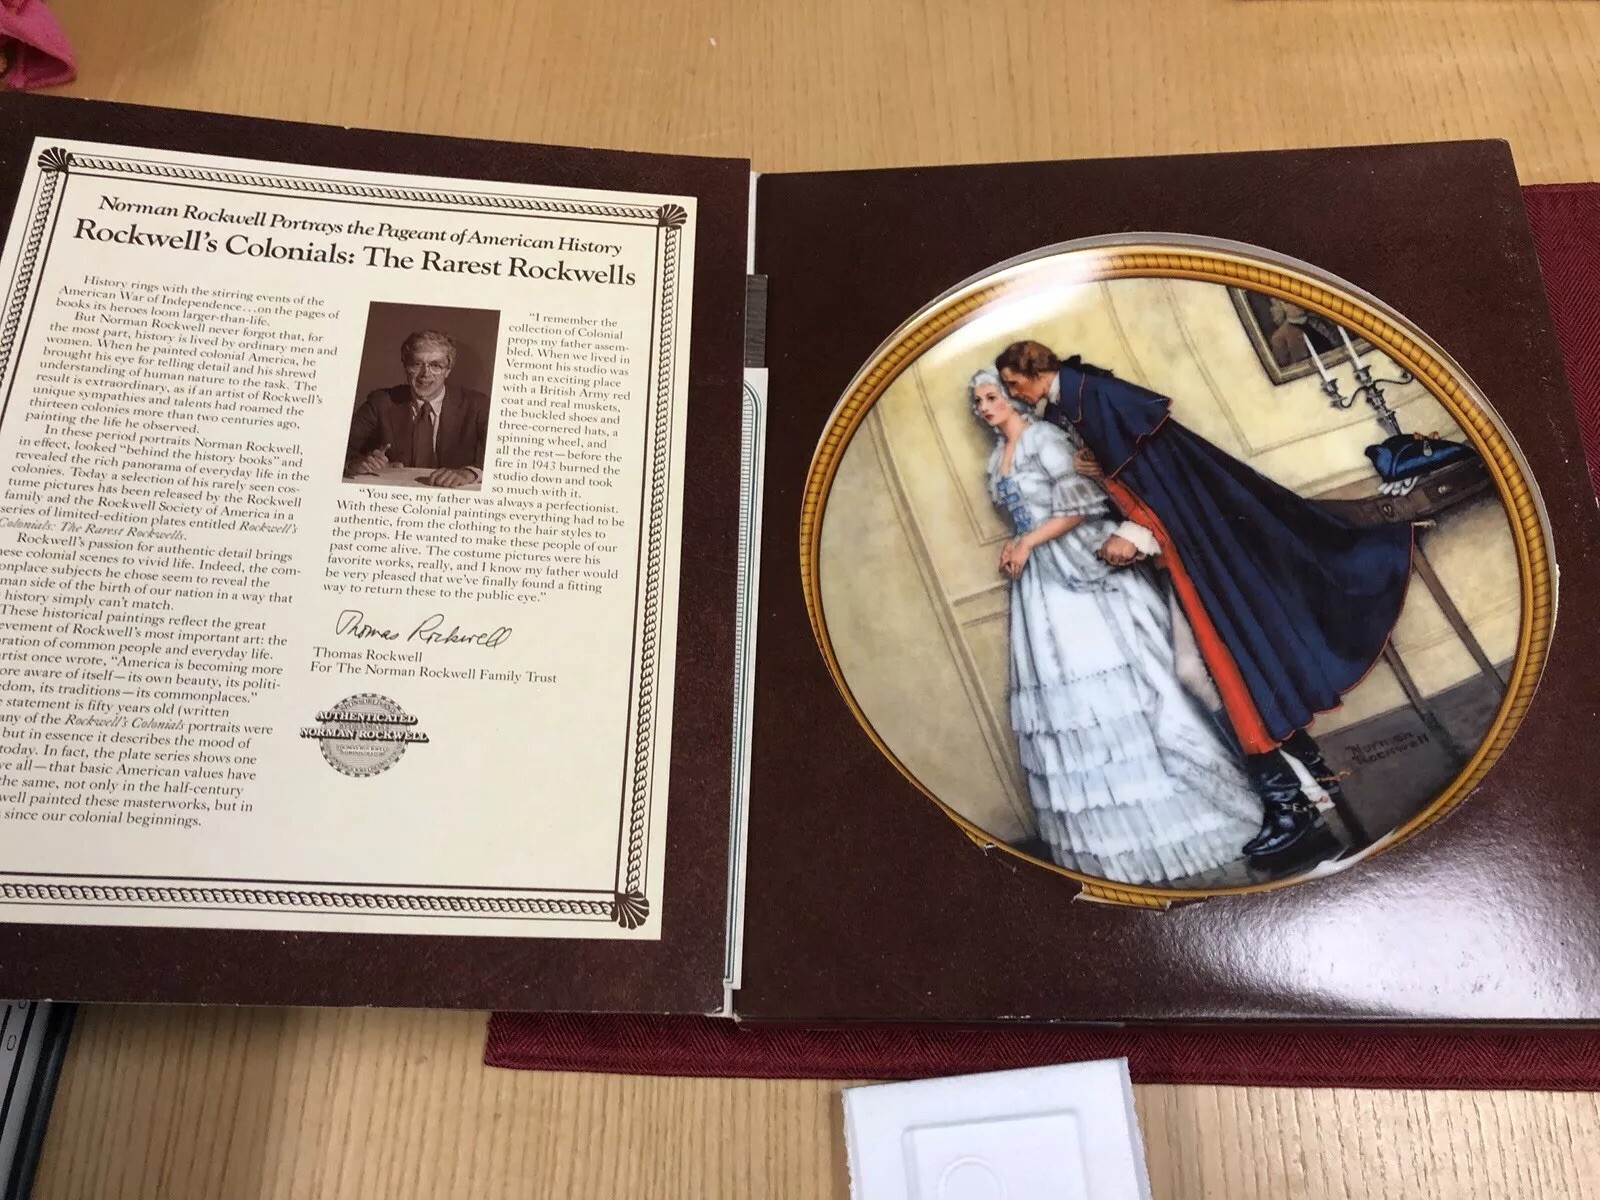 Norman Rockwell Portrays the Pageant of American History
Rockwell's Colonials: The Rarest Rockwells
History rings with the stirring events of the
American War of Independence...on the pages of
books its heroes loom larger-than-life.
But Norman Rockwell never forgot that, for
the most part, history is lived by ordinary men and
women. When he painted colonial America, he
brought his eye for telling detail and his shrewd
understanding of human nature to the task. The
result is extraordinary, as if an artist of Rockwell's
unique sympathies and talents had roamed the
thirteen colonies more than two centuries ago,
painting the life he observed.
In these period portraits Norman Rockwell,
in effect, looked "behind the history books" and
revealed the rich panorama of everyday life in the
colonies. Today a selection of his rarely seen cos-
tume pictures has been released by the Rockwell
family and the Rockwell Society of America in a
series of limited-edition plates entitled Rockwell's
Colonials: The Rarest Rockwells.
Rockwell's passion for authentic detail brings
hese colonial scenes to vivid life. Indeed, the com-
onplace subjects he chose seem to reveal the
man side of the birth of our nation in a way that
history simply can't match.
These historical paintings reflect the great
evement of Rockwell's most important art: the
ration of common people and everyday life.
rtist once wrote, "America is becoming more
ore aware of itself—its own beauty, its politi-
edom, its traditions—its commonplaces."
statement is fifty years old (written
any of the Rockwell's Colonials portraits were
but in essence it describes the mood of
today. In fact, the plate series shows one
ve all—that basic American values have
the same, not only in the half-century
well painted these masterworks, but in
since our colonial beginnings.
"I remember the
collection of Colonial
props my father assem-
bled. When we lived in
Vermont his studio was
such an exciting place
with a British Army red
coat and real muskets,
the buckled shoes and
three-cornered hats, a
spinning wheel, and
all the rest—before the
fire in 1943 burned the
studio down and took
so much with it.
"You see, my father was always a perfectionist.
With these Colonial paintings everything had to be
authentic, from the clothing to the hair styles to
the props. He wanted to make these people of our
past come alive. The costume pictures were his
favorite works, really, and I know my father would
be very pleased that we've finally found a fitting
way to return these to the public eye."
Thomas Rockwell
Thomas Rockwell
For The Norman Rockwell Family Trust
AUTHENTICATED
NORMAN ROCKWELL
Norman
Rockwell